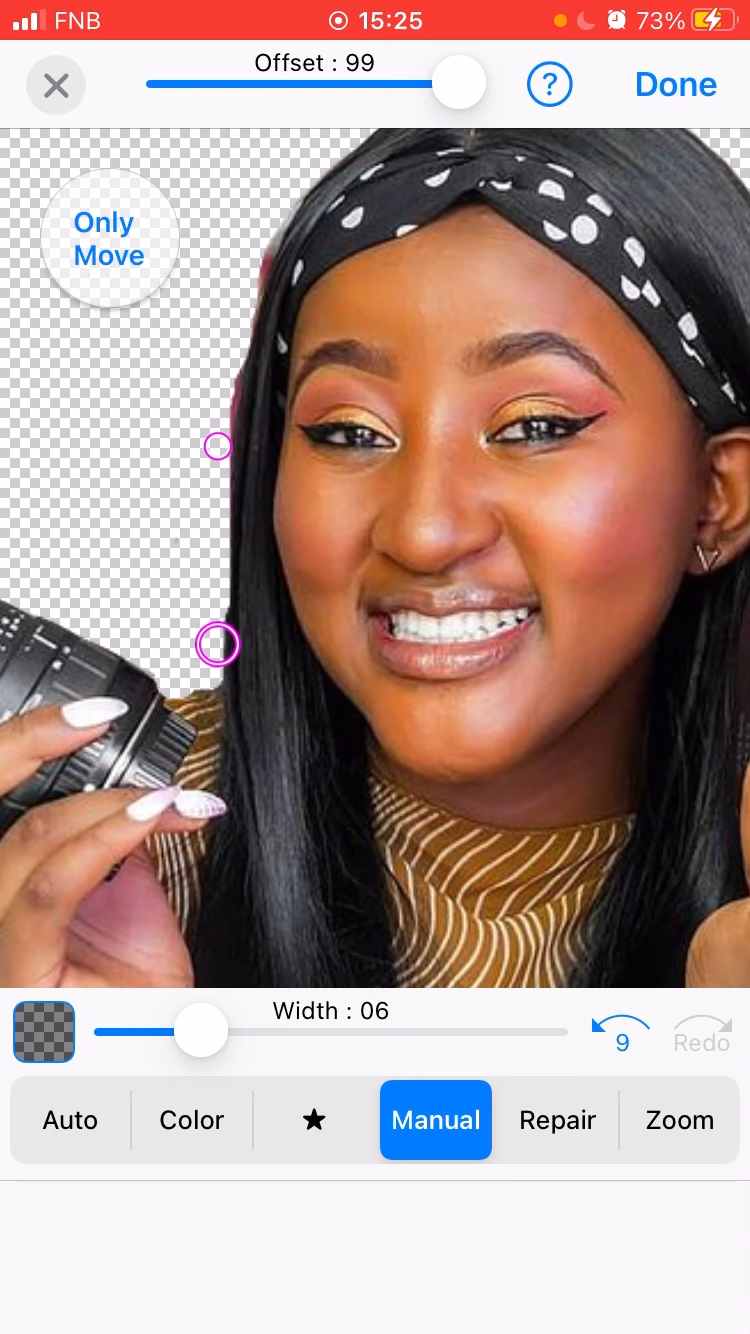 FNB 15:25 73%
Offset : 99
? Done
Only
Move
Width : 06
9 Redo
Auto Color Manual Repair Zoom